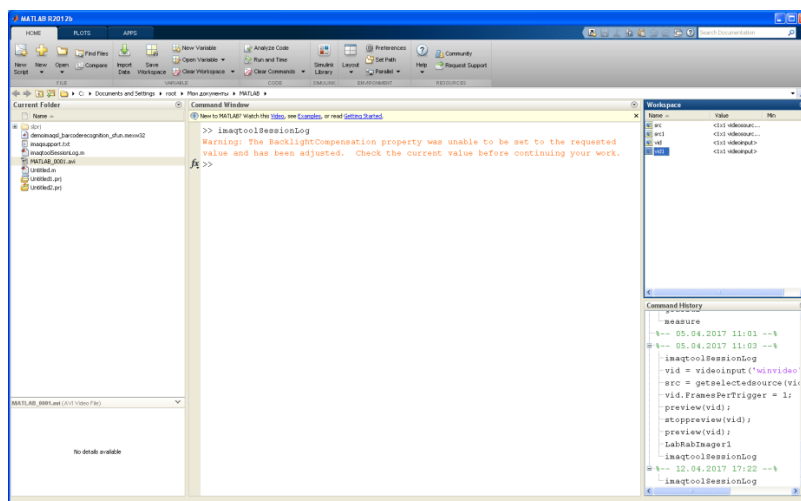 MATLAB R2012b
HOME PLOTS APPS
Search Documentation
New Script New Open Find Files Compare Import Data Save Workspace New Variable Open Variable Clear Workspace Analyze Code Run and Time Clear Commands Simulink Library Layout Preferences Set Path Parallel Help Community Request Support
FILE VARIABLE CODE SIMULINK ENVIRONMENT RESOURCES
C: Documents and Settings root Мои документы MATLAB
Current Folder
Name
slprj
demoimaqsl_barcoderecognition_sfun.mexw32
imaqsupport.txt
imaqtoolSessionLog.m
MATLAB_0001.avi
Untitled.m
Untitled1.prj
Untitled2.prj
MATLAB_0001.avi (AVI Video File)
No details available
Command Window
New to MATLAB? Watch this Video, see Examples, or read Getting Started.
>> imaqtoolSessionLog
Warning: The BacklightCompensation property was unable to be set to the requested
value and has been adjusted.  Check the current value before continuing your work.
fx >>
Workspace
Name Value Min
src <1x1 videosourc...
src1 <1x1 videosourc...
vid <1x1 videoinput>
vid1 <1x1 videoinput>
Command History
measure
%-- 05.04.2017 11:01 --%
%-- 05.04.2017 11:03 --%
imaqtoolSessionLog
vid = videoinput('winvideo'
src = getselectedsource(vid
vid.FramesPerTrigger = 1;
preview(vid);
stoppreview(vid);
preview(vid);
LabRabImager1
imaqtoolSessionLog
%-- 12.04.2017 17:22 --%
imaqtoolSessionLog